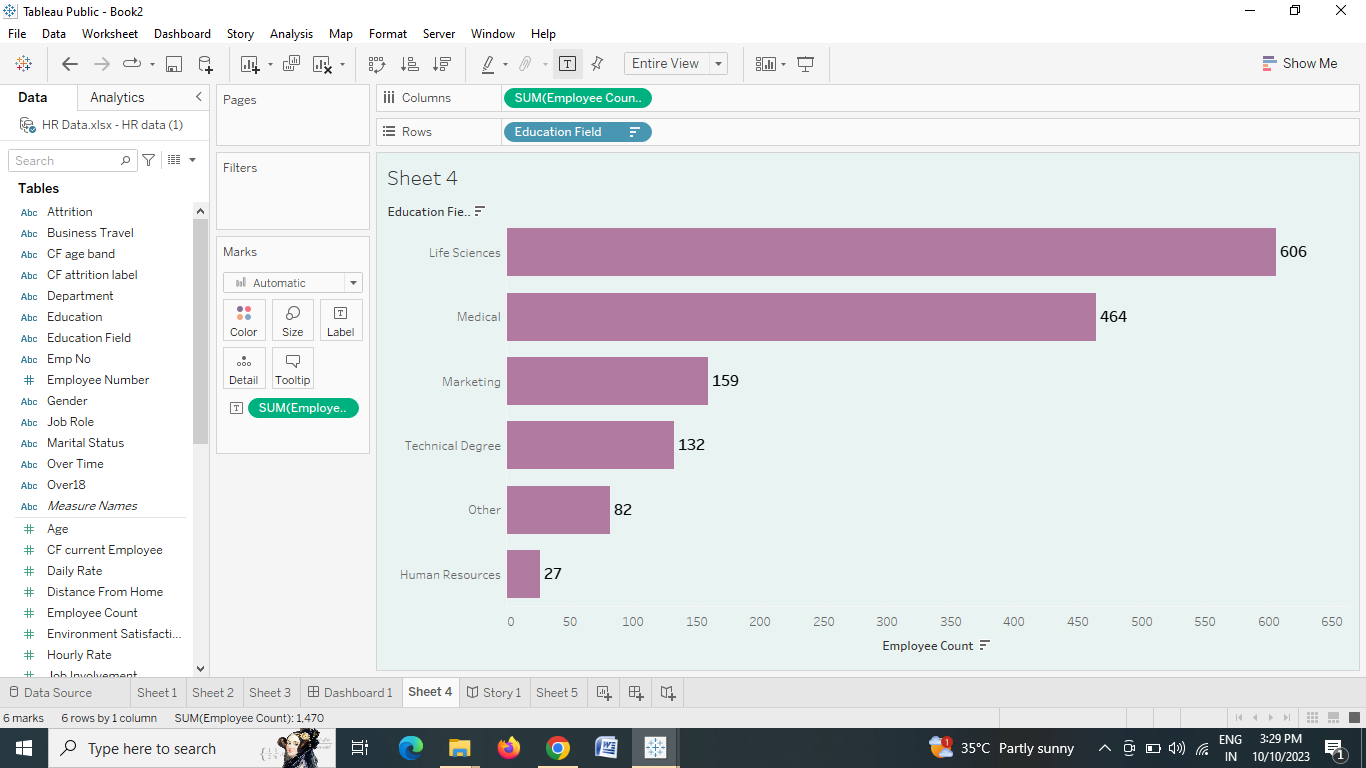 Tableau Public - Book2
File Data Worksheet Dashboard Story Analysis Map Format Server Window Help
Entire View
Show Me
Data Analytics
HR Data.xlsx - HR data (1)
Search
Tables
Abc Attrition
Abc Business Travel
Abc CF age band
Abc CF attrition label
Abc Department
Abc Education
Abc Education Field
Abc Emp No
# Employee Number
Abc Gender
Abc Job Role
Abc Marital Status
Abc Over Time
Abc Over18
Abc Measure Names
# Age
# CF current Employee
# Daily Rate
# Distance From Home
# Employee Count
# Environment Satisfacti...
# Hourly Rate
# Job Involvement
Pages
Filters
Marks
Automatic
Color Size Label
Detail Tooltip
SUM(Employe..
Columns SUM(Employee Coun..
Rows Education Field
Sheet 4
Education Fie..
Life Sciences 606
Medical 464
Marketing 159
Technical Degree 132
Other 82
Human Resources 27
0 50 100 150 200 250 300 350 400 450 500 550 600 650
Employee Count
Data Source Sheet 1 Sheet 2 Sheet 3 Dashboard 1 Sheet 4 Story 1 Sheet 5
6 marks 6 rows by 1 column SUM(Employee Count): 1,470
Type here to search
1
35°C Partly sunny
ENG
IN
3:29 PM
10/10/2023
1